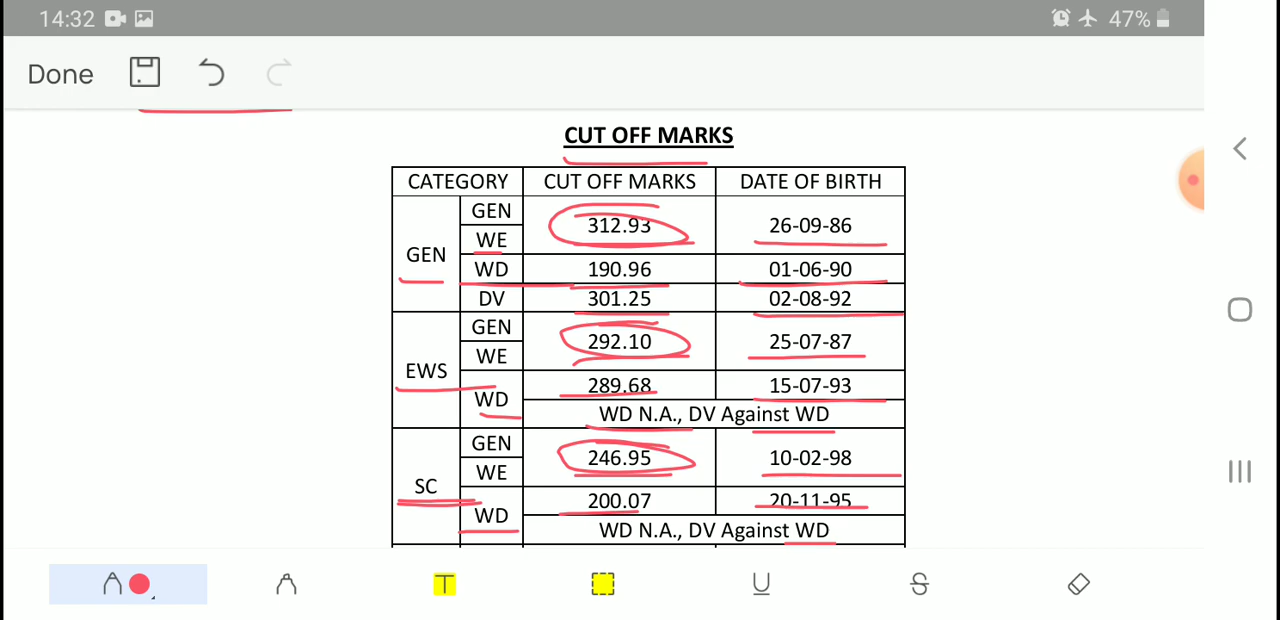 14:32 47%
Done
CUT OFF MARKS
CATEGORY CUT OFF MARKS DATE OF BIRTH
GEN GEN 312.93 26-09-86
WE
WD 190.96 01-06-90
DV 301.25 02-08-92
EWS GEN 292.10 25-07-87
WE
WD 289.68 15-07-93
WD N.A., DV Against WD
SC GEN 246.95 10-02-98
WE
WD 200.07 20-11-95
WD N.A., DV Against WD
T U S